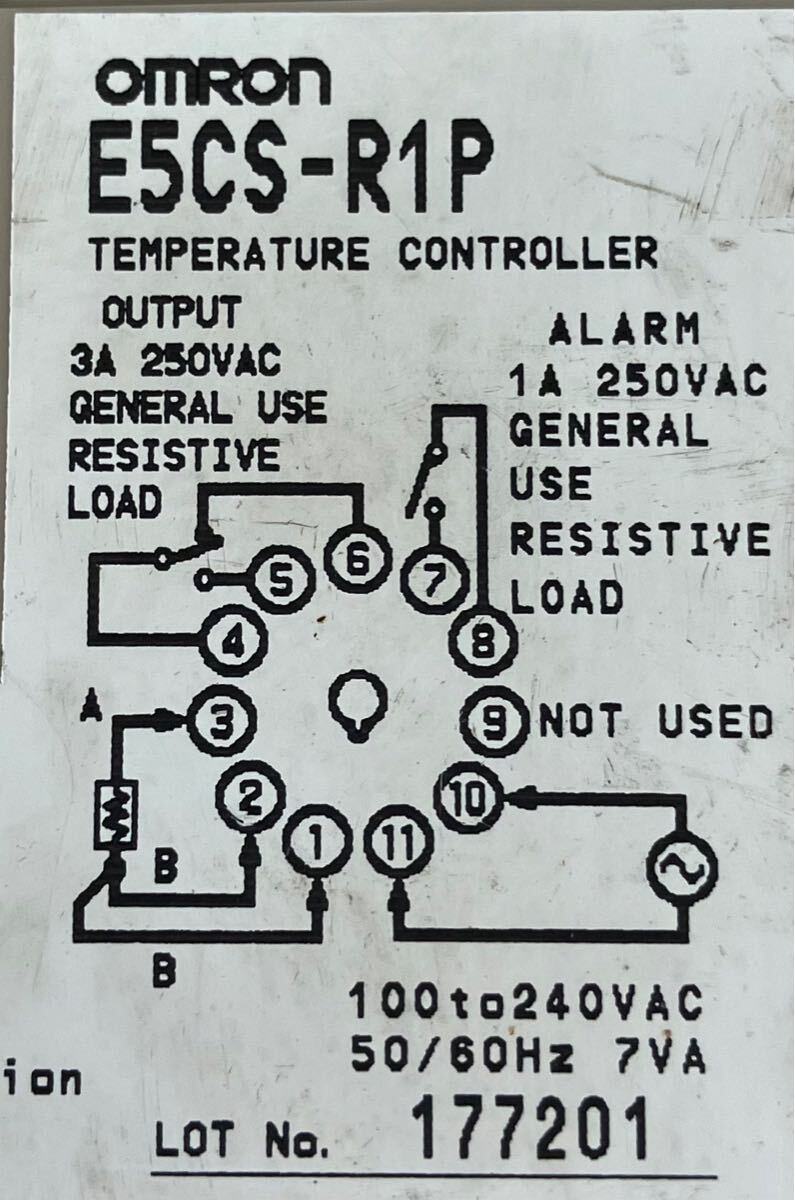 OMRON
E5CS-R1P
TEMPERATURE CONTROLLER
OUTPUT
3A 250VAC
GENERAL USE
RESISTIVE
LOAD
ALARM
1A 250VAC
GENERAL
USE
RESISTIVE
LOAD
6
5
7
4
8
A
3
9 NOT USED
2
10
1
11
B
B
100to240VAC
50/60Hz 7VA
ion
LOT No. 177201